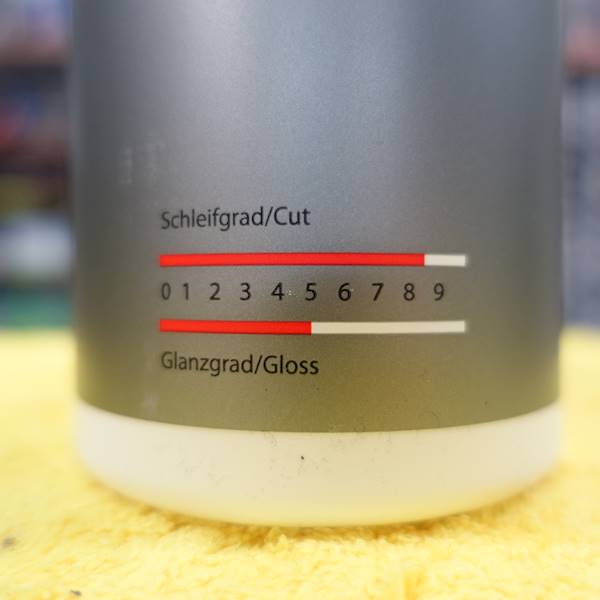 Schleifgrad/Cut
0 1 2 3 4 5 6 7 8 9
Glanzgrad/Gloss